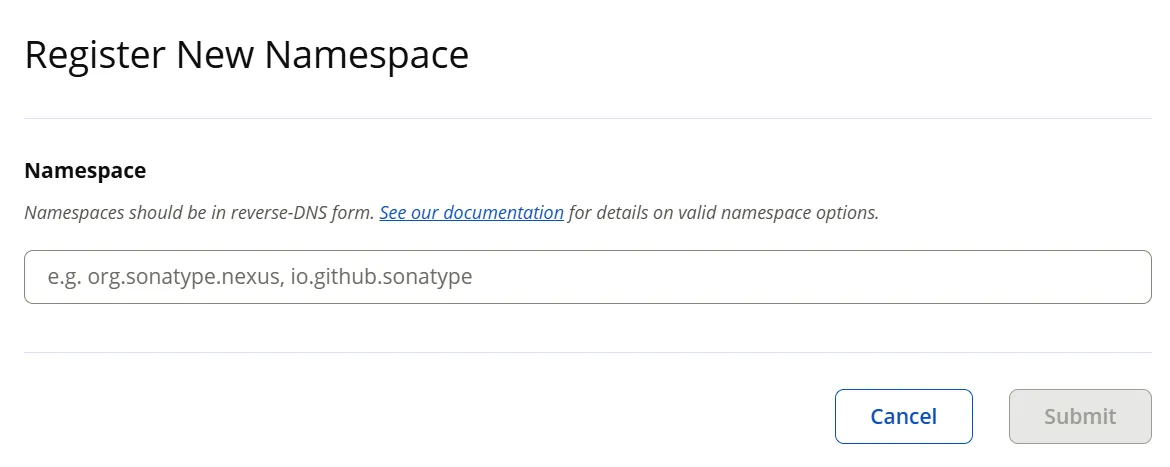 Register New Namespace
Namespace
Namespaces should be in reverse-DNS form. See our documentation for details on valid namespace options.
e.g. org.sonatype.nexus, io.github.sonatype
Cancel
Submit